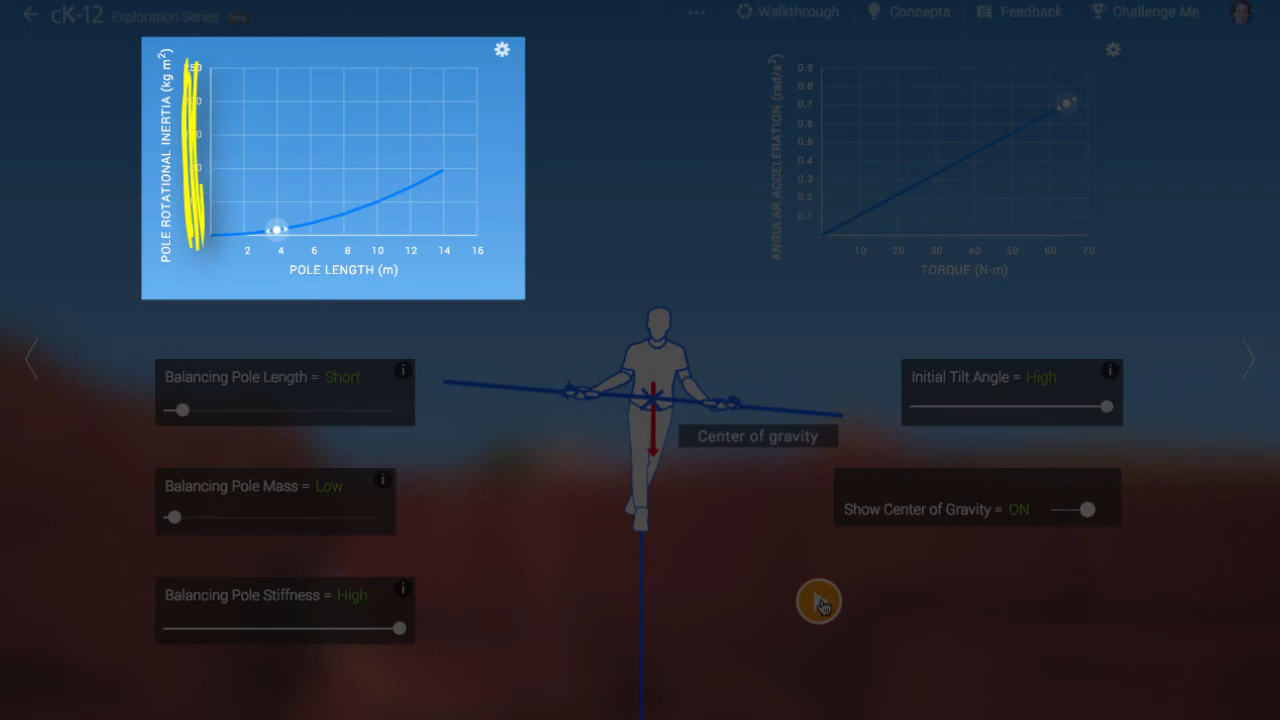 cK-12 Exploration Series Beta
Walkthrough Concepts Feedback Challenge Me
POLE ROTATIONAL INERTIA (kg m²)
2 4 6 8 10 12 14 16
POLE LENGTH (m)
ANGULAR ACCELERATION (rad/s²)
0.9
0.8
0.7
0.6
0.5
0.4
0.3
0.2
0.1
10 20 30 40 50 60 70
TORQUE (N-m)
Balancing Pole Length = Short
Initial Tilt Angle = High
Center of gravity
Balancing Pole Mass = Low
Show Center of Gravity = ON
Balancing Pole Stiffness = High